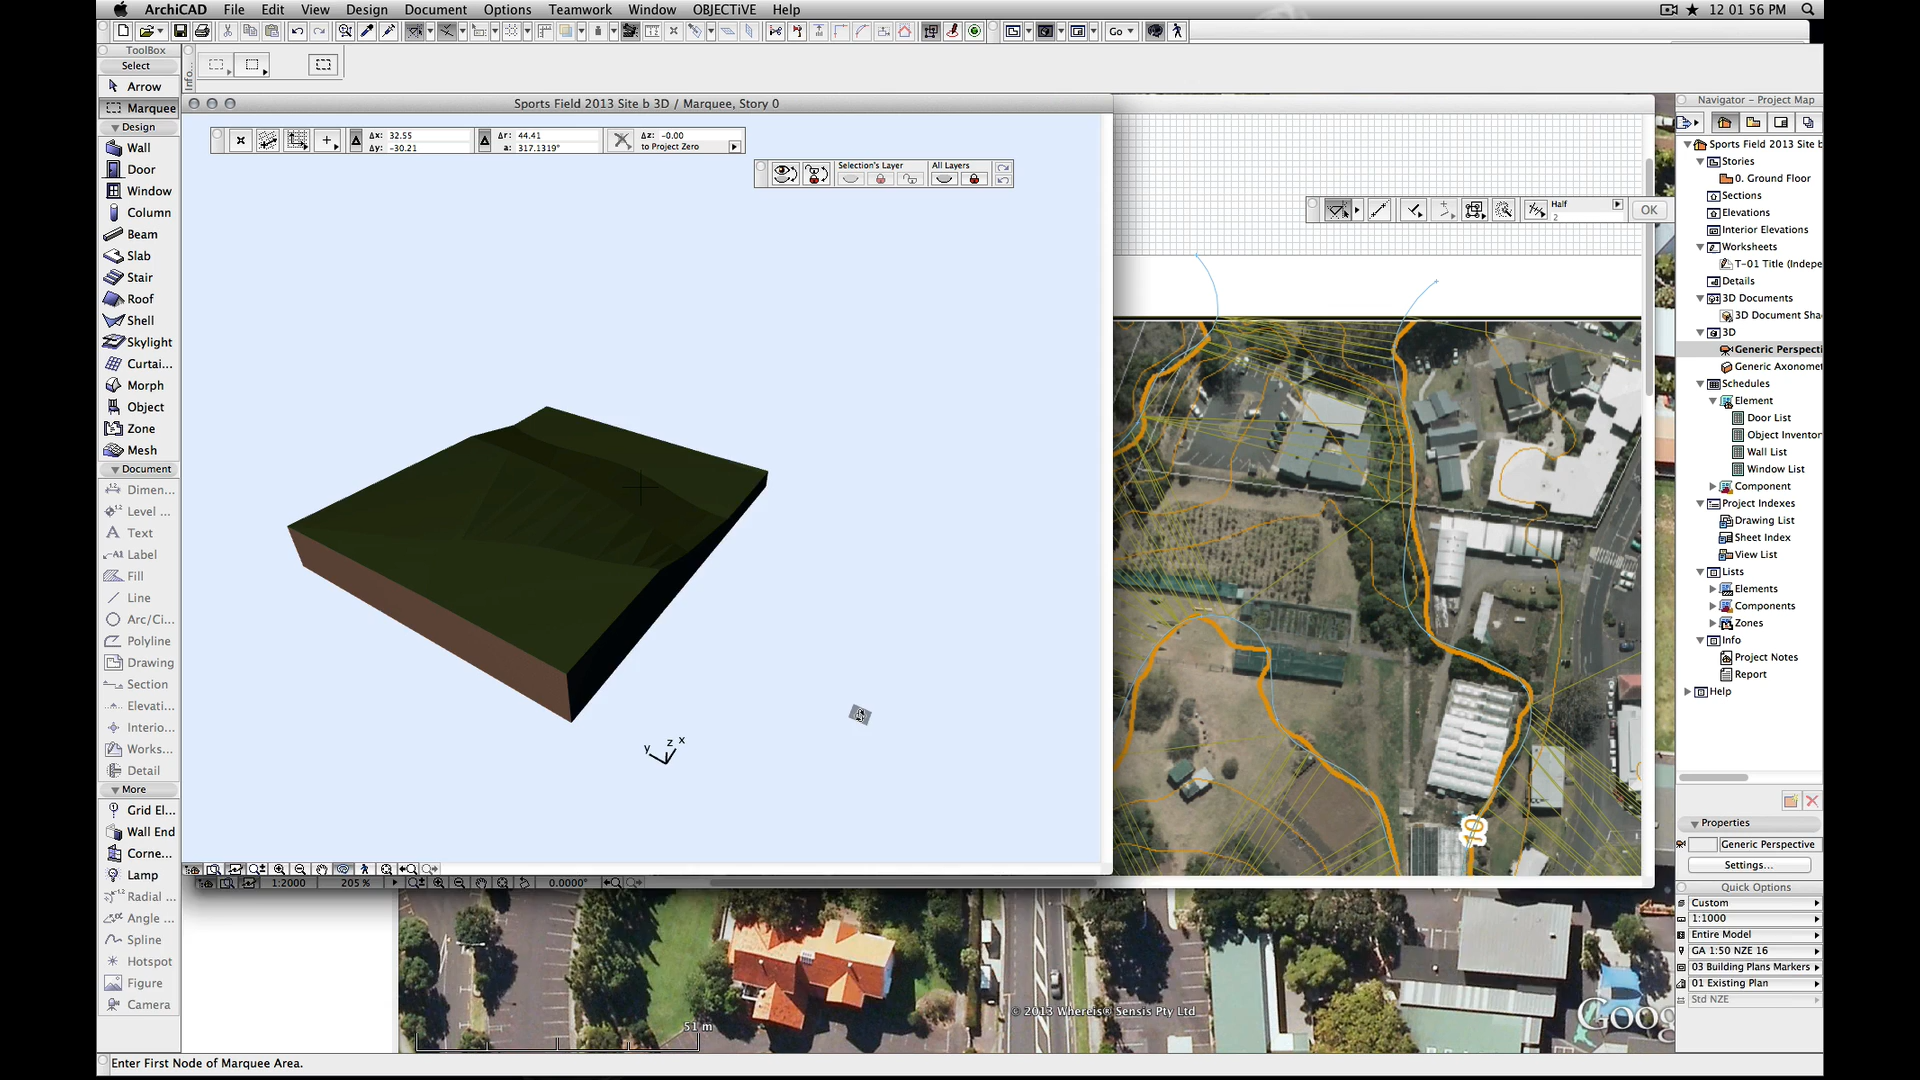 ArchiCAD File Edit View Design Document Options Teamwork Window OBJECTiVE Help
12 01 56 PM
Go
ToolBox
Select
Arrow
Marquee
Design
Wall
Door
Window
Column
Beam
Slab
Stair
Roof
Shell
Skylight
Curtai...
Morph
Object
Zone
Mesh
Document
Dimen...
Level ...
Text
Label
Fill
Line
Arc/Ci...
Polyline
Drawing
Section
Elevati...
Interio...
Works...
Detail
More
Grid El...
Wall End
Corne...
Lamp
Radial ...
Angle ...
Spline
Hotspot
Figure
Camera
Info...
Sports Field 2013 Site b 3D / Marquee, Story 0
Δx: 32.55
Δy: -30.21
Δr: 44.41
a: 317.1319°
Δz: -0.00
to Project Zero
Selection's Layer All Layers
y z x
1:2000 205 % 0.0000°
Half
2
OK
10
51 m
© 2013 Whereis® Sensis Pty Ltd
Goog
Navigator - Project Map
Sports Field 2013 Site b
Stories
0. Ground Floor
Sections
Elevations
Interior Elevations
Worksheets
T-01 Title (Indepe
Details
3D Documents
3D Document Sha
3D
Generic Perspecti
Generic Axonomet
Schedules
Element
Door List
Object Inventor
Wall List
Window List
Component
Project Indexes
Drawing List
Sheet Index
View List
Lists
Elements
Components
Zones
Info
Project Notes
Report
Help
Properties
Generic Perspective
Settings...
Quick Options
Custom
1:1000
Entire Model
GA 1:50 NZE 16
03 Building Plans Markers
01 Existing Plan
Std NZE
Enter First Node of Marquee Area.